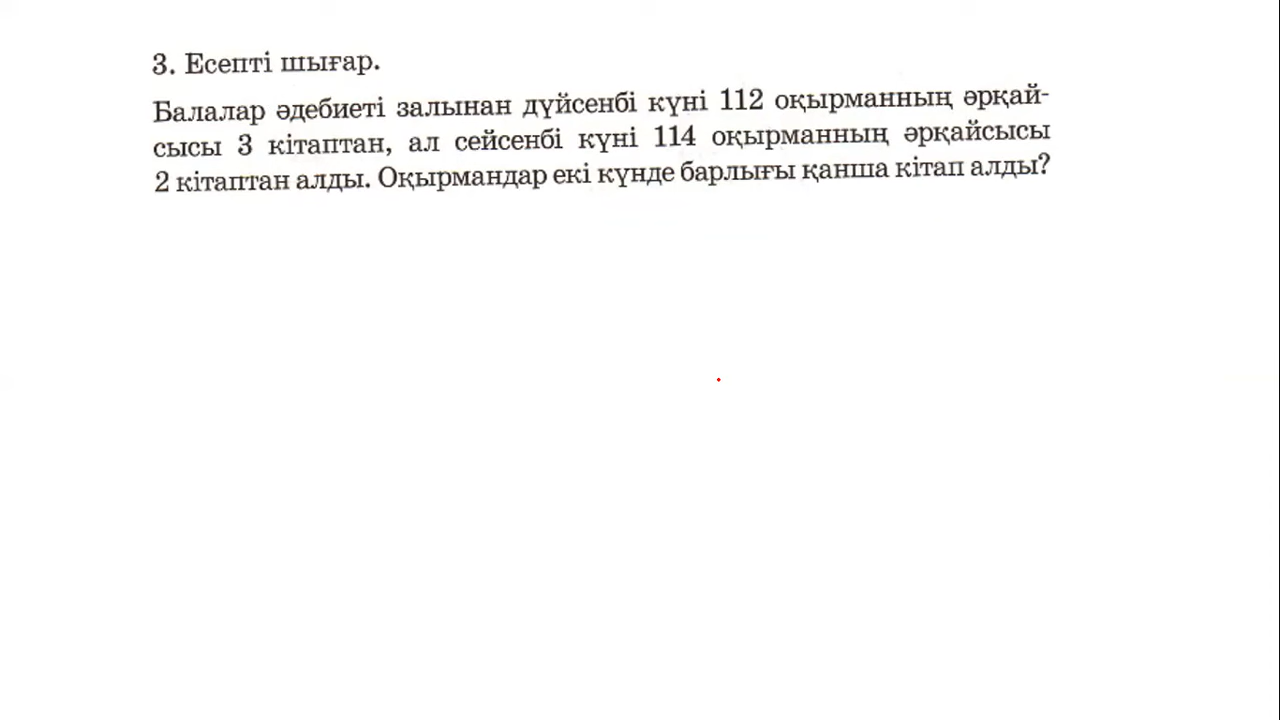 3. Есепті шығар.
Балалар әдебиеті залынан дүйсенбі күні 112 оқырманның әрқай-
сысы 3 кітаптан, ал сейсенбі күні 114 оқырманның әрқайсысы
2 кітаптан алды. Оқырмандар екі күнде барлығы қанша кітап алды?